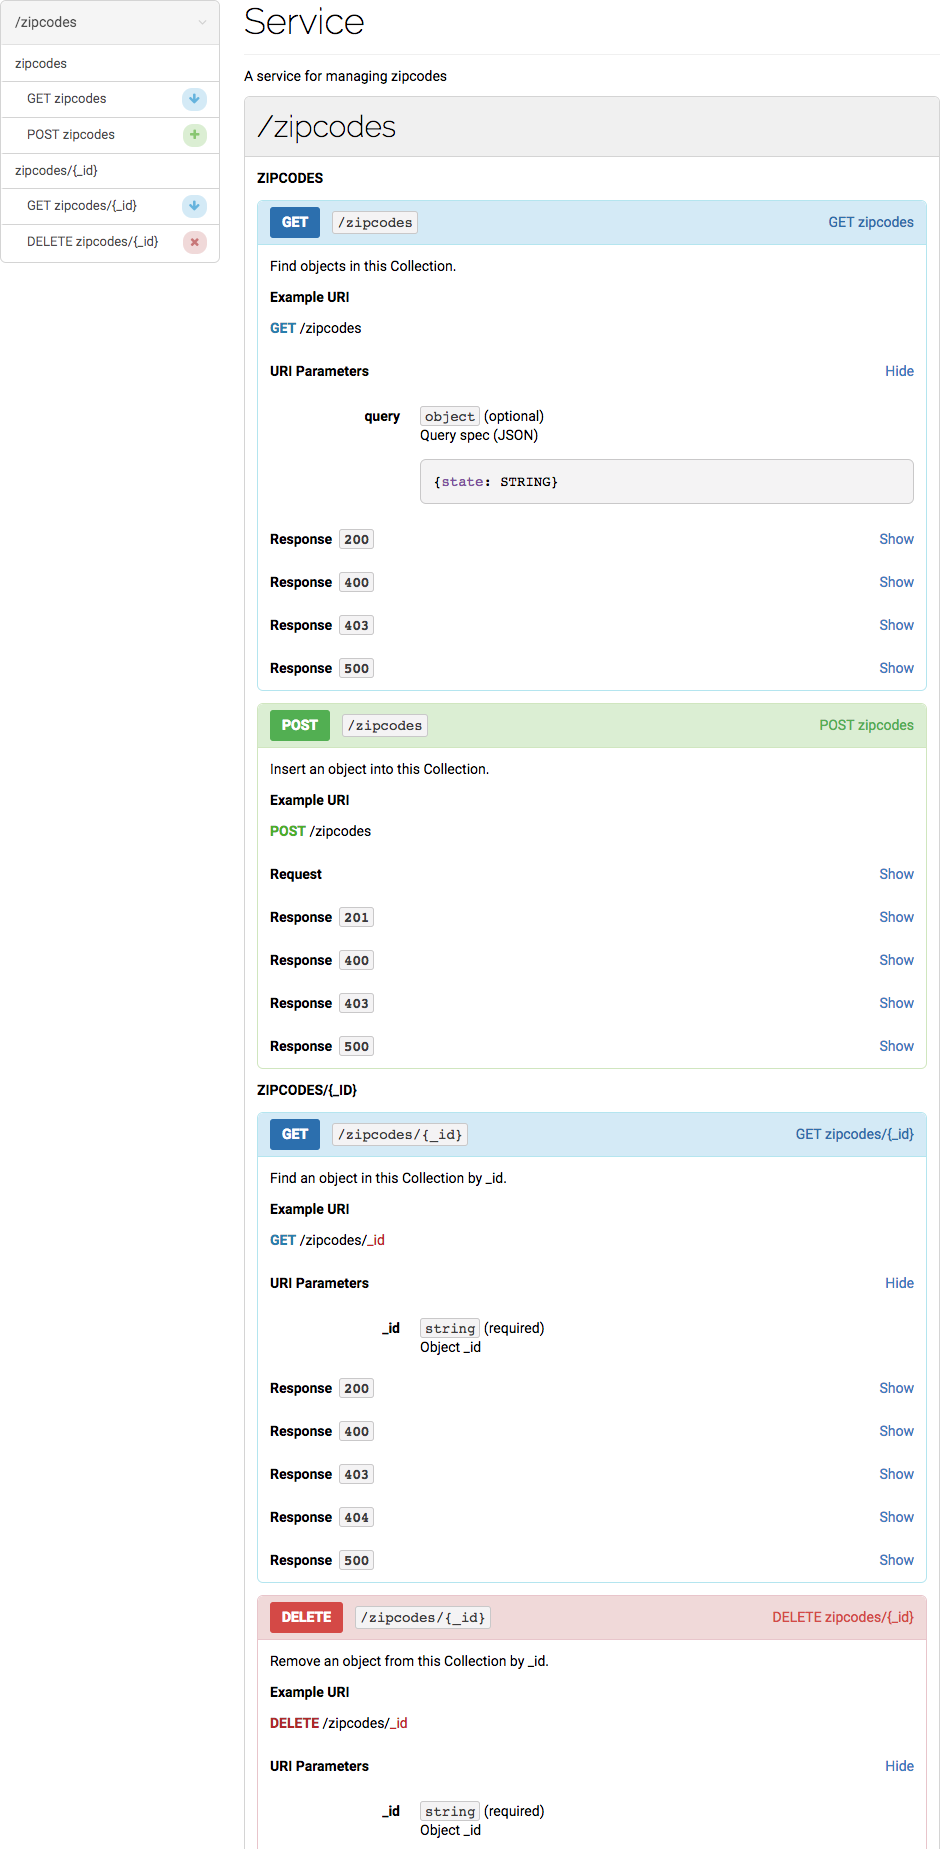 /zipcodes
zipcodes
GET zipcodes
POST zipcodes
zipcodes/{_id}
GET zipcodes/{_id}
DELETE zipcodes/{_id}
Service
A service for managing zipcodes
/zipcodes
ZIPCODES
GET /zipcodes GET zipcodes
Find objects in this Collection.
Example URI
GET /zipcodes
URI Parameters Hide
query object (optional)
Query spec (JSON)
{state: STRING}
Response 200 Show
Response 400 Show
Response 403 Show
Response 500 Show
POST /zipcodes POST zipcodes
Insert an object into this Collection.
Example URI
POST /zipcodes
Request Show
Response 201 Show
Response 400 Show
Response 403 Show
Response 500 Show
ZIPCODES/{_ID}
GET /zipcodes/{_id} GET zipcodes/{_id}
Find an object in this Collection by _id.
Example URI
GET /zipcodes/_id
URI Parameters Hide
_id string (required)
Object _id
Response 200 Show
Response 400 Show
Response 403 Show
Response 404 Show
Response 500 Show
DELETE /zipcodes/{_id} DELETE zipcodes/{_id}
Remove an object from this Collection by _id.
Example URI
DELETE /zipcodes/_id
URI Parameters Hide
_id string (required)
Object _id